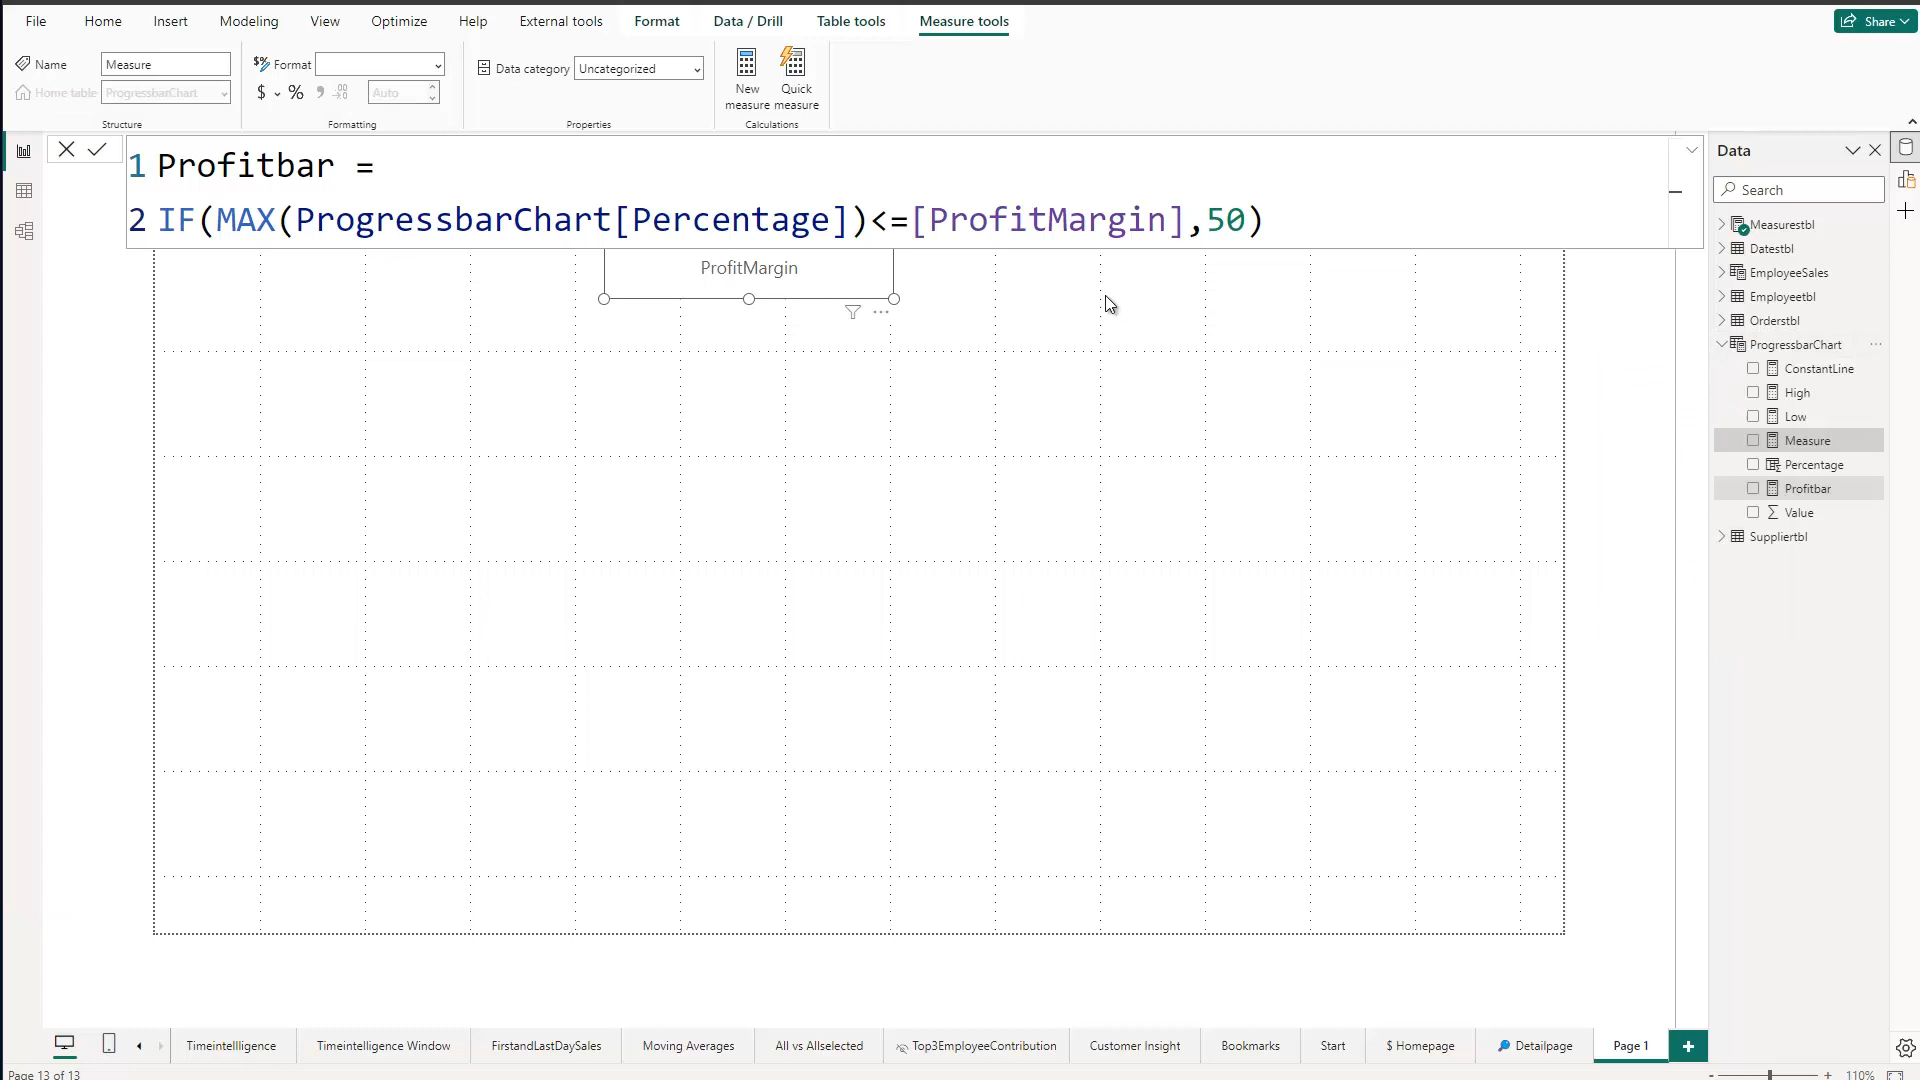 File Home Insert Modeling View Optimize Help External tools Format Data / Drill Table tools Measure tools Share
Name Measure
Home table ProgressbarChart
Structure
Format
$ % Auto
Formatting
Data category Uncategorized
Properties
New measure
Quick measure
Calculations
1 Profitbar =
2 IF(MAX(ProgressbarChart[Percentage])<=[ProfitMargin],50)
ProfitMargin
Data
Search
Measurestbl
Datestbl
EmployeeSales
Employeetbl
Orderstbl
ProgressbarChart
ConstantLine
High
Low
Measure
Percentage
Profitbar
Value
Suppliertbl
Timeintellligence Timeintelligence Window FirstandLastDaySales Moving Averages All vs Allselected Top3EmployeeContribution Customer Insight Bookmarks Start $ Homepage Detailpage Page 1
Page 13 of 13
- + 110%